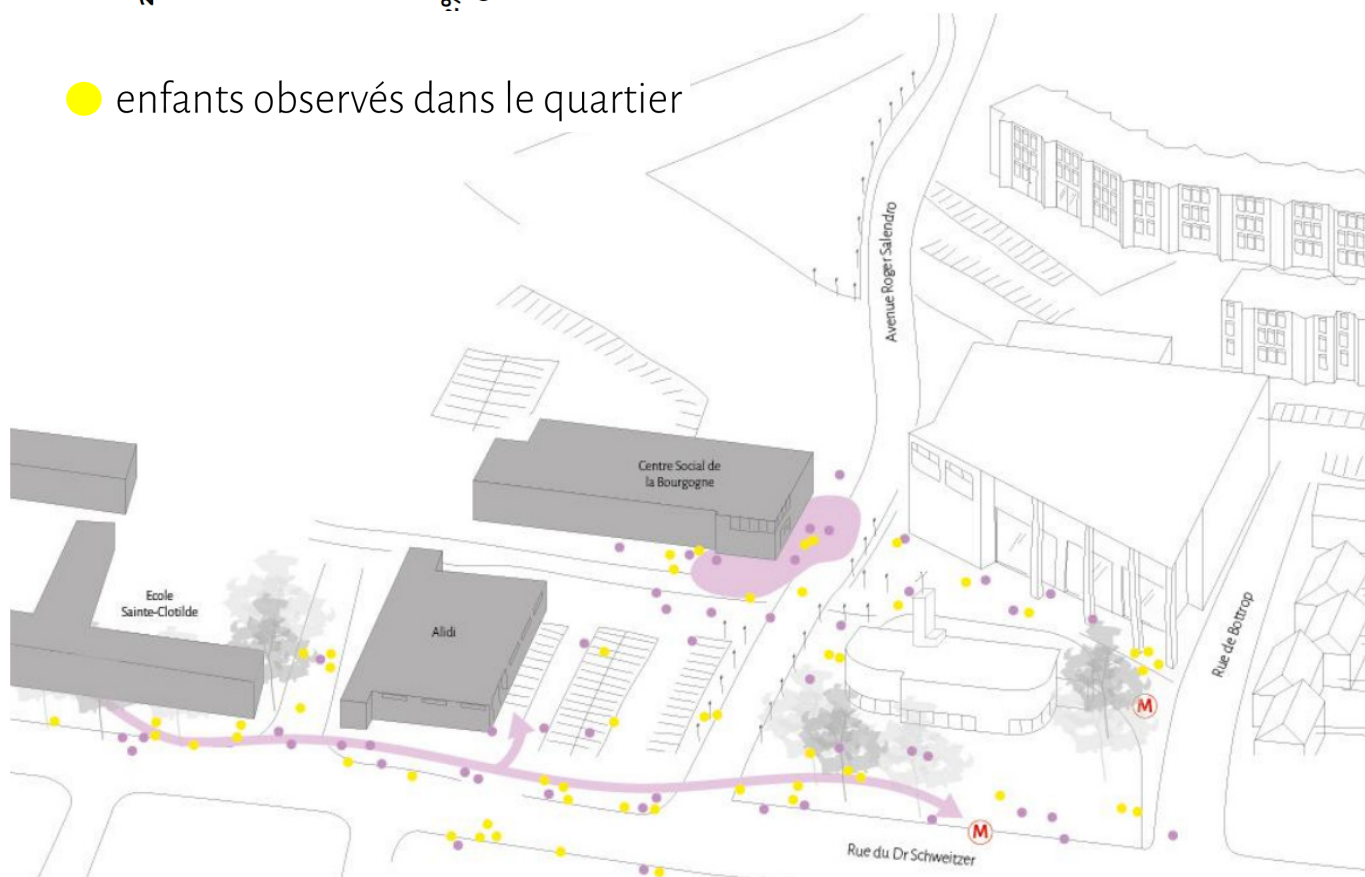 enfants observés dans le quartier
Avenue Roger Salendro
Centre Social de
la Bourgogne
Ecole
Sainte-Clotilde
Alidi
Rue de Bottrop
M
M
Rue du Dr Schweitzer